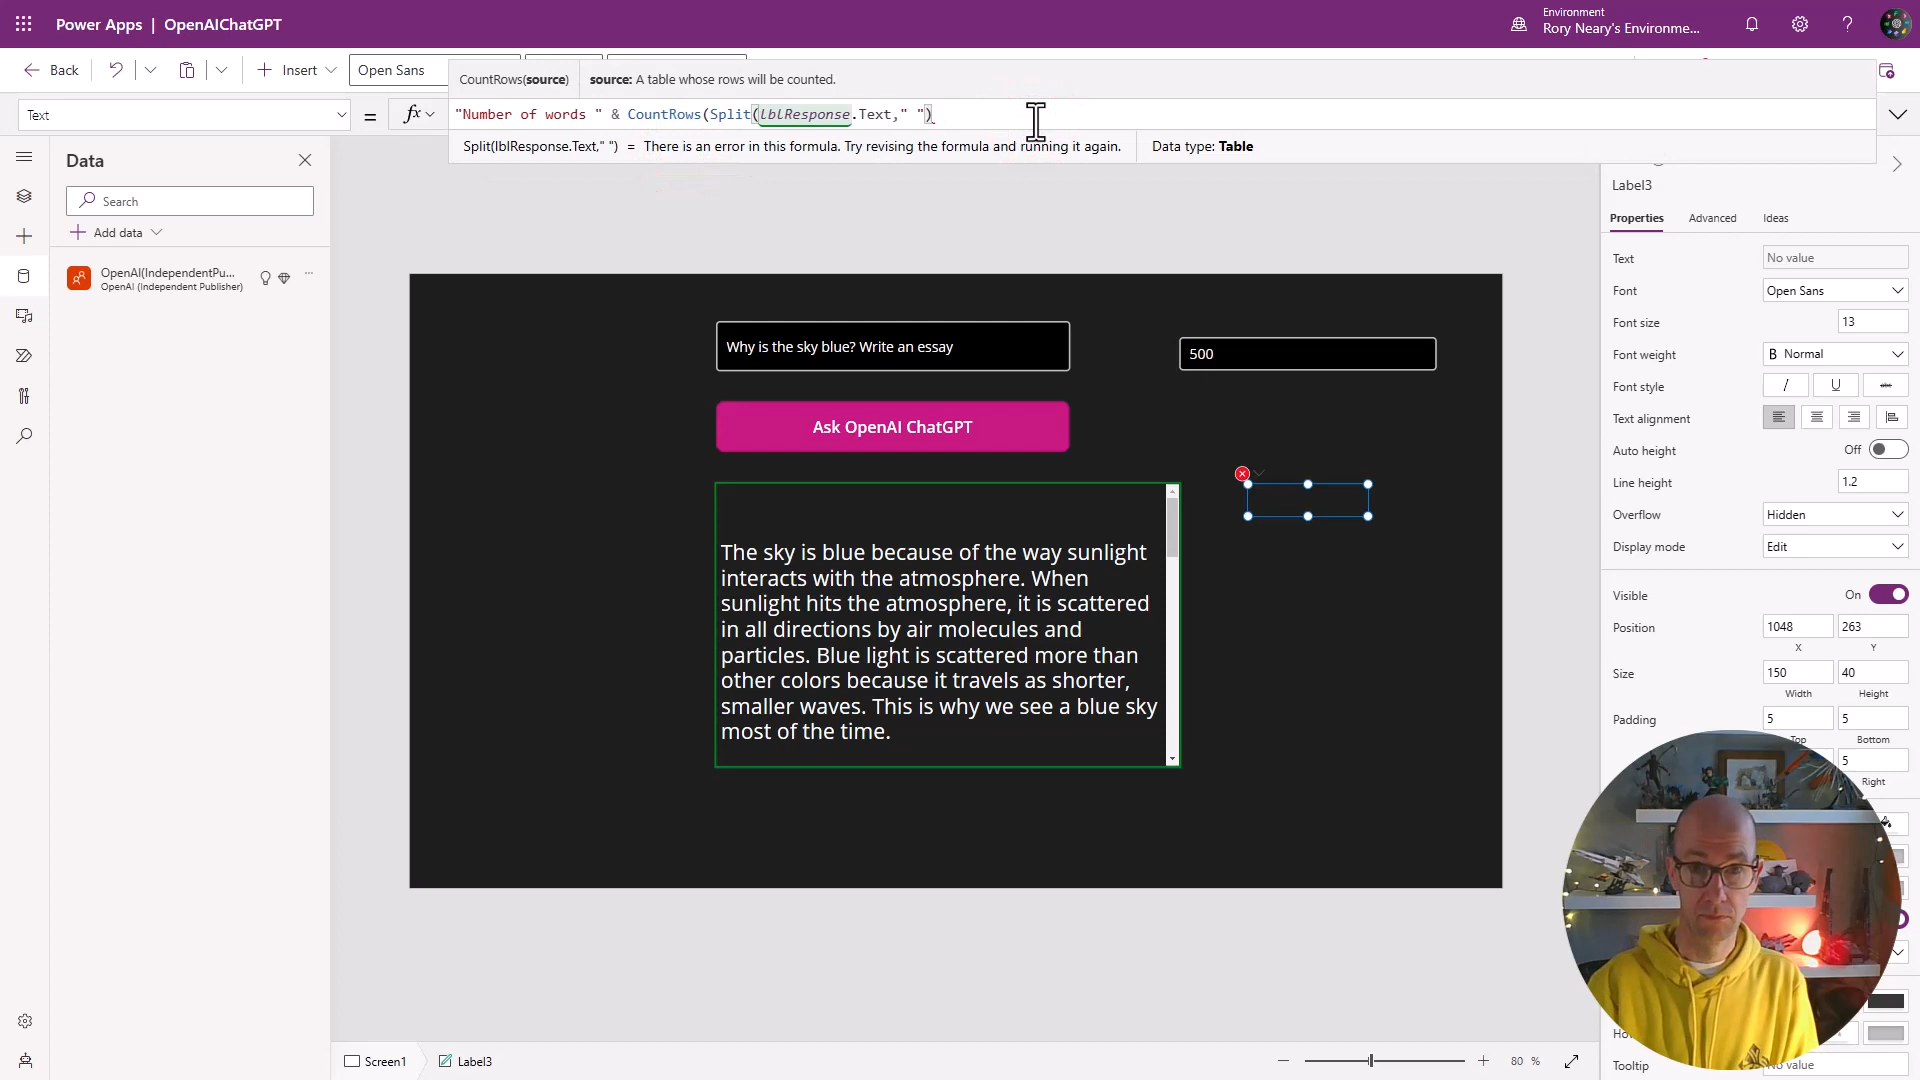 Power Apps | OpenAIChatGPT
Environment
Rory Neary's Environme...
Back
Insert
Open Sans
CountRows(source)
source: A table whose rows will be counted.
Text
= fx
"Number of words " & CountRows(Split(lblResponse.Text," ")
Split(lblResponse.Text," ") = There is an error in this formula. Try revising the formula and running it again.
Data type: Table
Data
Search
Add data
OpenAI(IndependentPu...
OpenAI (Independent Publisher)
Why is the sky blue? Write an essay
500
Ask OpenAI ChatGPT
The sky is blue because of the way sunlight
interacts with the atmosphere. When
sunlight hits the atmosphere, it is scattered
in all directions by air molecules and
particles. Blue light is scattered more than
other colors because it travels as shorter,
smaller waves. This is why we see a blue sky
most of the time.
Label3
Properties
Advanced
Ideas
Text
No value
Font
Open Sans
Font size
13
Font weight
B Normal
Font style
/ U abc
Text alignment
Auto height
Off
Line height
1.2
Overflow
Hidden
Display mode
Edit
Visible
On
Position
1048
263
X
Y
Size
150
40
Width
Height
Padding
5
5
Top
Bottom
5
Right
Tooltip
No value
Screen1
Label3
80 %